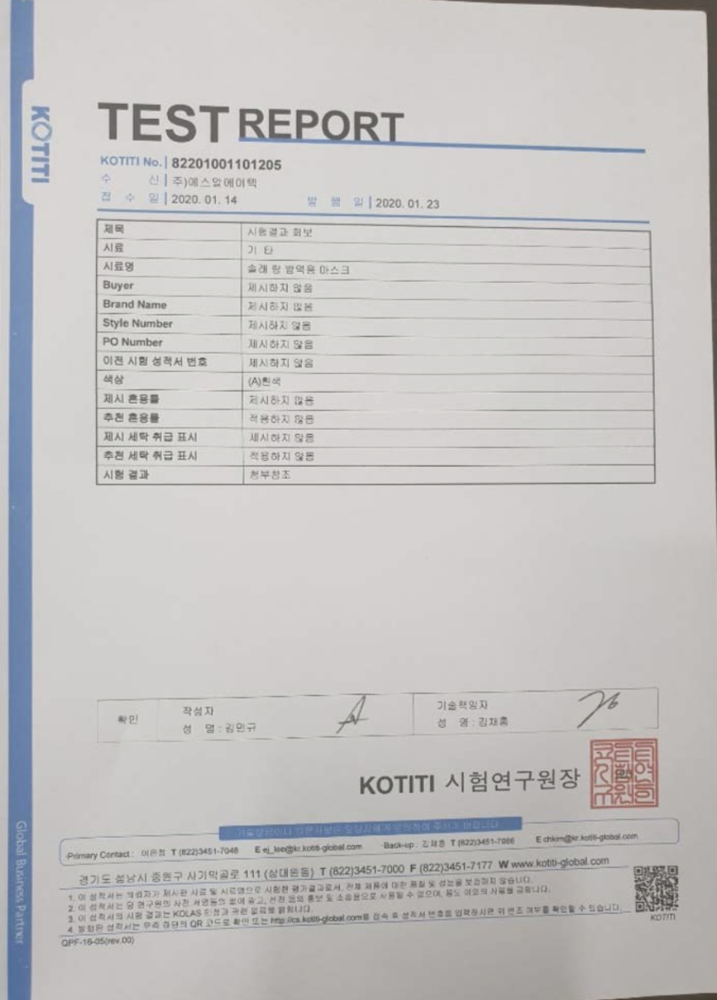 KOTITI
TEST REPORT
KOTITI No. 82201001101205
수 신 주)에스알에이텍
접 수 일 2020. 01. 14 발 행 일 2020. 01. 23
제목 시험결과 회보
시료 기 타
시료명 솔래 랑 방역용 마스크
Buyer 제시하지 않음
Brand Name 제시하지 않음
Style Number 제시하지 않음
PO Number 제시하지 않음
이전 시험 성적서 번호 제시하지 않음
색상 (A)흰색
제시 혼용률 제시하지 않음
추천 혼용률 적용하지 않음
제시 세탁 취급 표시 제시하지 않음
추천 세탁 취급 표시 적용하지 않음
시험 결과 첨부참조
확인 작성자 기술책임자
성 명 : 김민규 성 명 : 김재흥
KOTITI 시험연구원장
기술상담이나 의문사항은 담당자에게 문의하여 주시기 바랍니다.
Primary Contact : 이은정 T (822)3451-7048 E ej_lee@kr.kotiti-global.com Back-up : 김재흥 T (822)3451-7066 E chkim@kr.kotiti-global.com
경기도 성남시 중원구 사기막골로 111 (상대원동) T (822)3451-7000 F (822)3451-7177 W www.kotiti-global.com
1. 이 성적서는 의뢰자가 제시한 시료 및 시료명으로 시험한 평가결과로서, 전체 제품에 대한 품질 및 성능을 보증하지 않습니다.
2. 이 성적서는 당 연구원의 사전 서면동의 없이 광고, 선전 등의 홍보 및 소송용으로 사용될 수 없으며, 용도 이외의 사용을 금합니다.
3. 이 성적서의 시험 결과는 KOLAS 인정과 관련 없음을 밝힙니다.
4. 발행된 성적서는 우측 하단의 QR 코드로 확인 또는 http://cs.kotiti-global.com를 접속 후 성적서 번호를 입력하시면 위 변조 여부를 확인할 수 있습니다.
QPF-16-05(rev.00)
KOTITI
Global Business Partner